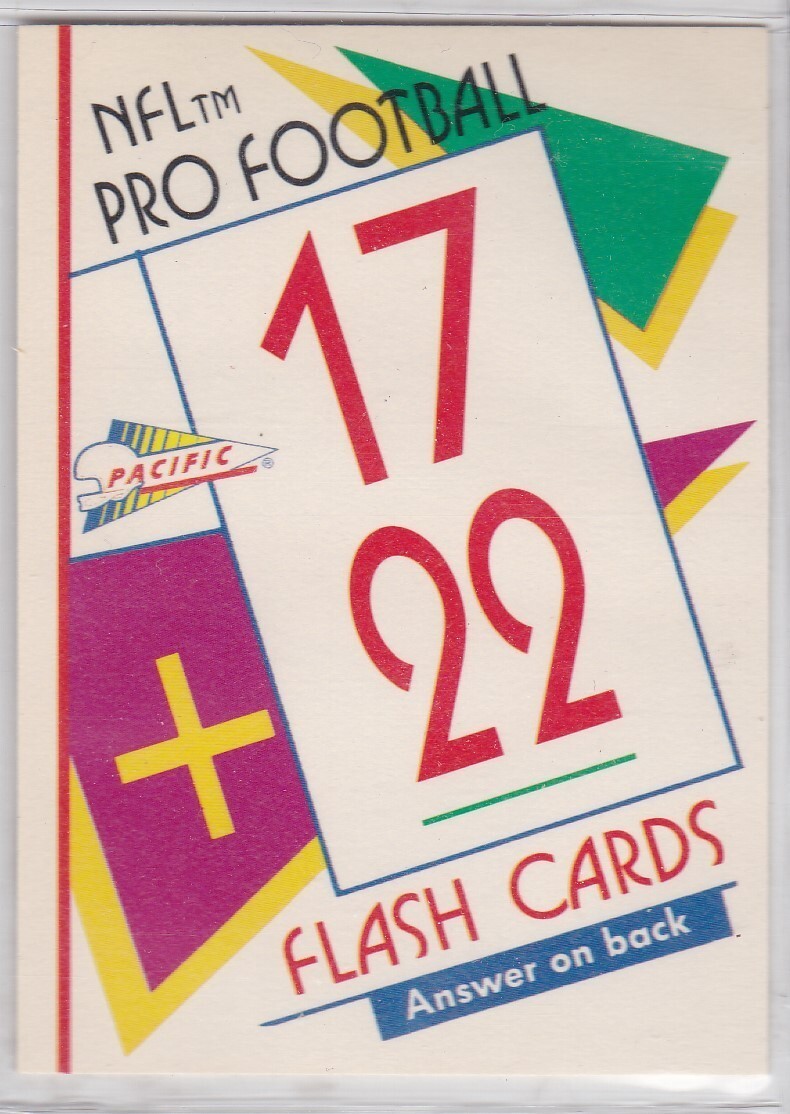 NFL™
PRO FOOTBALL
17
PACIFIC®
22
+
FLASH CARDS
Answer on back